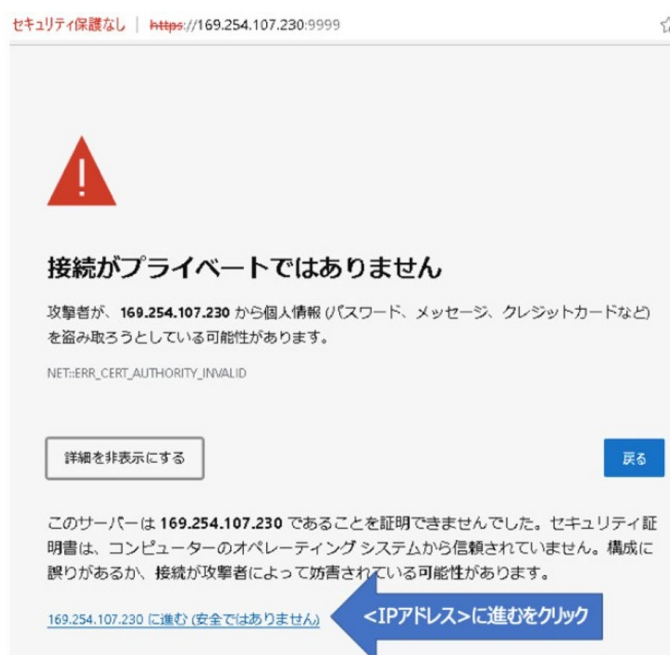 セキュリティ保護なし | https://169.254.107.230:9999
接続がプライベートではありません
攻撃者が、169.254.107.230 から個人情報 (パスワード、メッセージ、クレジットカードなど)
を盗み取ろうとしている可能性があります。
NET::ERR_CERT_AUTHORITY_INVALID
詳細を非表示にする
戻る
このサーバーは 169.254.107.230 であることを証明できませんでした。セキュリティ証
明書は、コンピューターのオペレーティング システムから信頼されていません。構成に
誤りがあるか、接続が攻撃者によって妨害されている可能性があります。
169.254.107.230 に進む (安全ではありません)
<IPアドレス>に進むをクリック